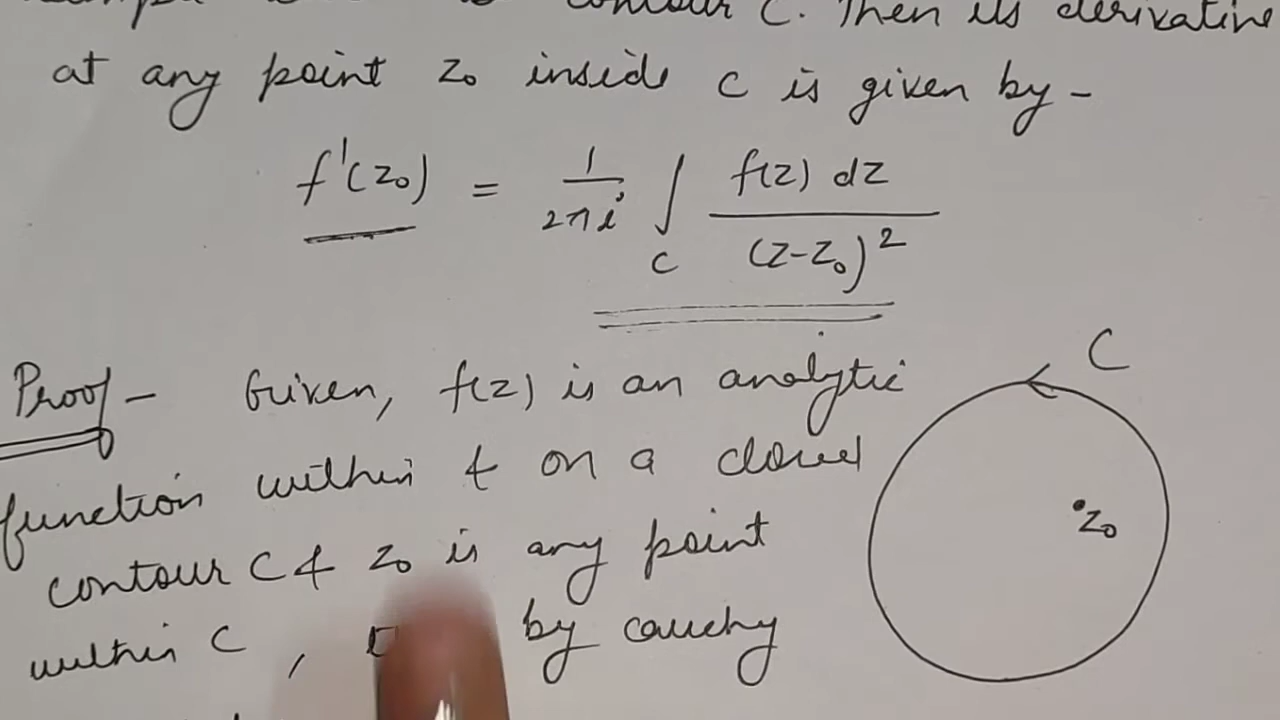 contour C. Then its derivative
at any point z₀ inside C is given by -
f'(z₀) = 1/2πi ∫_C f(z) dz/(z-z₀)²
Proof - Given, f(z) is an analytic
function within & on a closed
contour C & z₀ is any point
within C, by cauchy
C
z₀